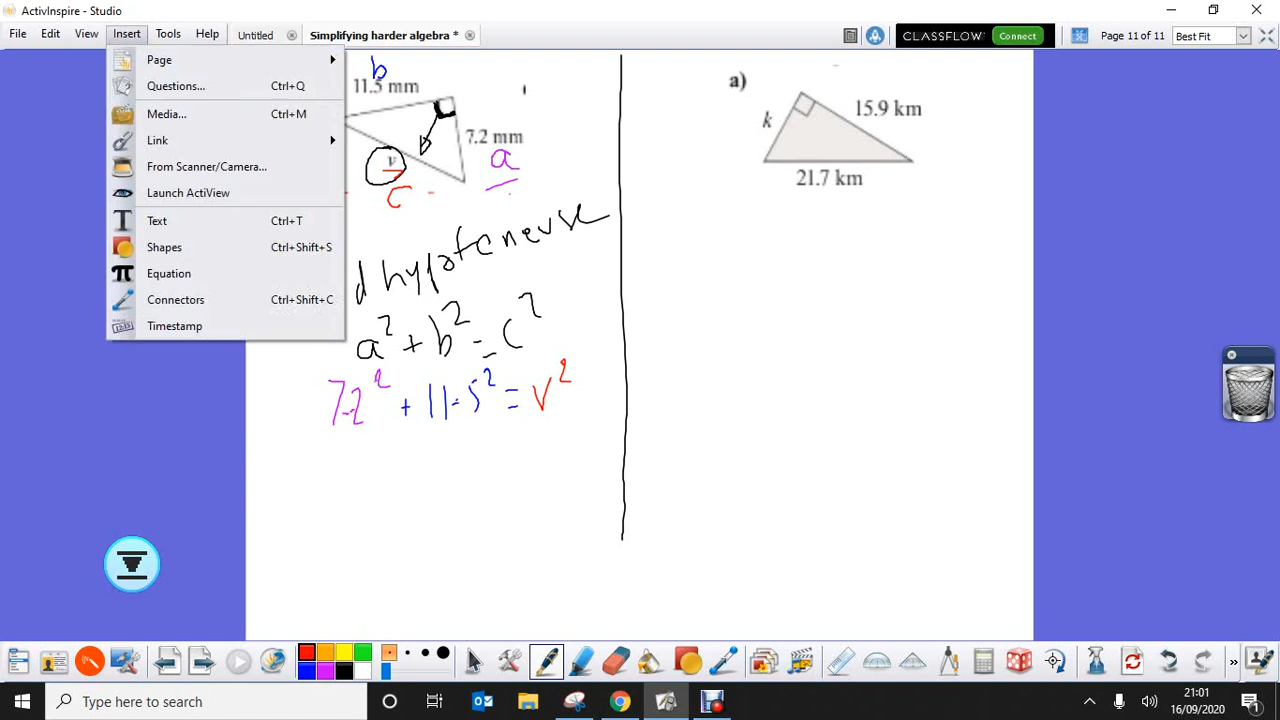 ActivInspire - Studio
File Edit View Insert Tools Help Untitled Simplifying harder algebra * CLASSFLOW Connect Page 11 of 11 Best Fit
Page
Questions... Ctrl+Q
Media... Ctrl+M
Link
From Scanner/Camera...
Launch ActiView
Text Ctrl+T
Shapes Ctrl+Shift+S
Equation
Connectors Ctrl+Shift+C
Timestamp
b
11.5 mm
7.2 mm
v
a
c
d hypoteneuse
a² + b² = c²
7.2² + 11.5² = v²
a)
k
15.9 km
21.7 km
Type here to search
21:01
16/09/2020